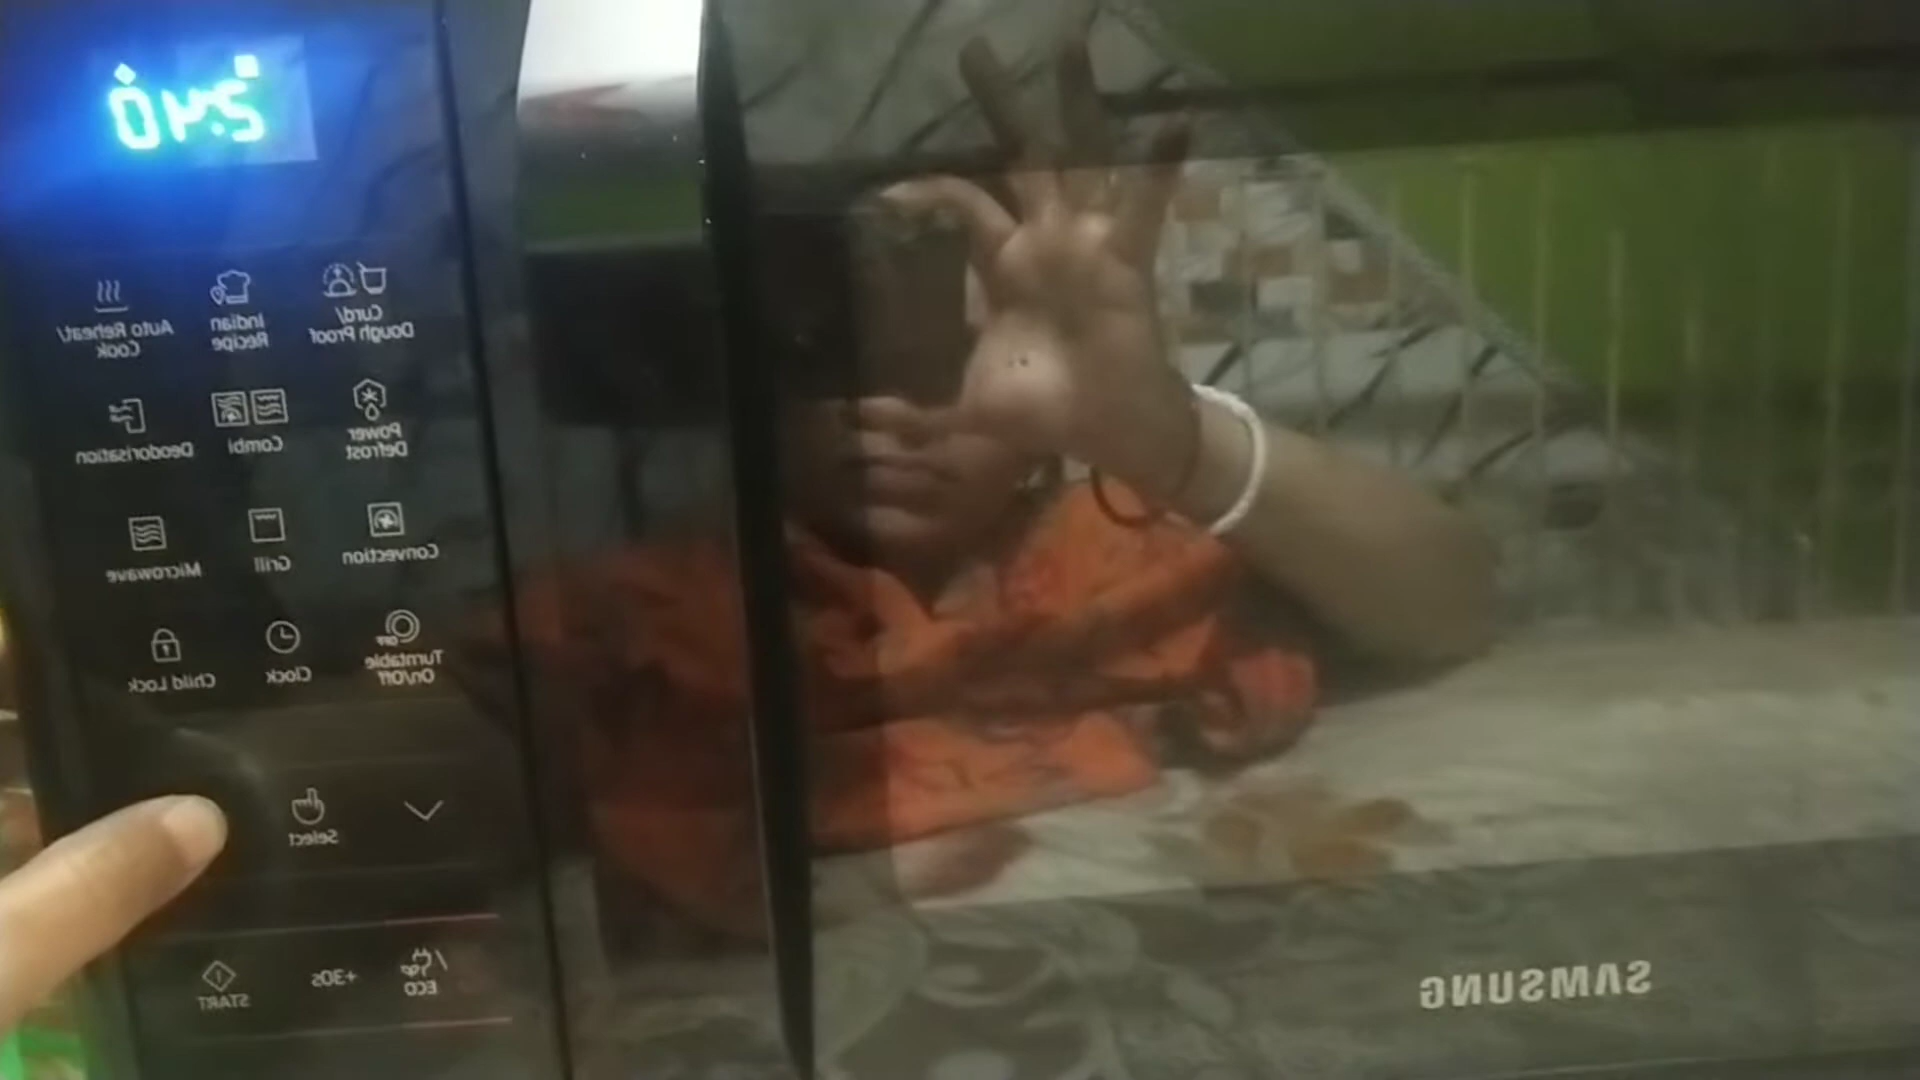 Curd/
Dough Proof
Indian
Recipe
Auto Reheat/
Cook
Power
Defrost
Combi
Deodorisation
Convection
Grill
Microwave
OFF
Turntable
On/Off
Clock
Child Lock
Select
ECO
+30s
START
SAMSUNG